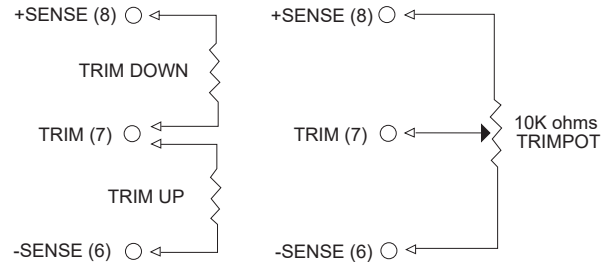 +SENSE (8)
TRIM DOWN
TRIM (7)
TRIM UP
-SENSE (6)
+SENSE (8)
TRIM (7)
10K ohms
TRIMPOT
-SENSE (6)